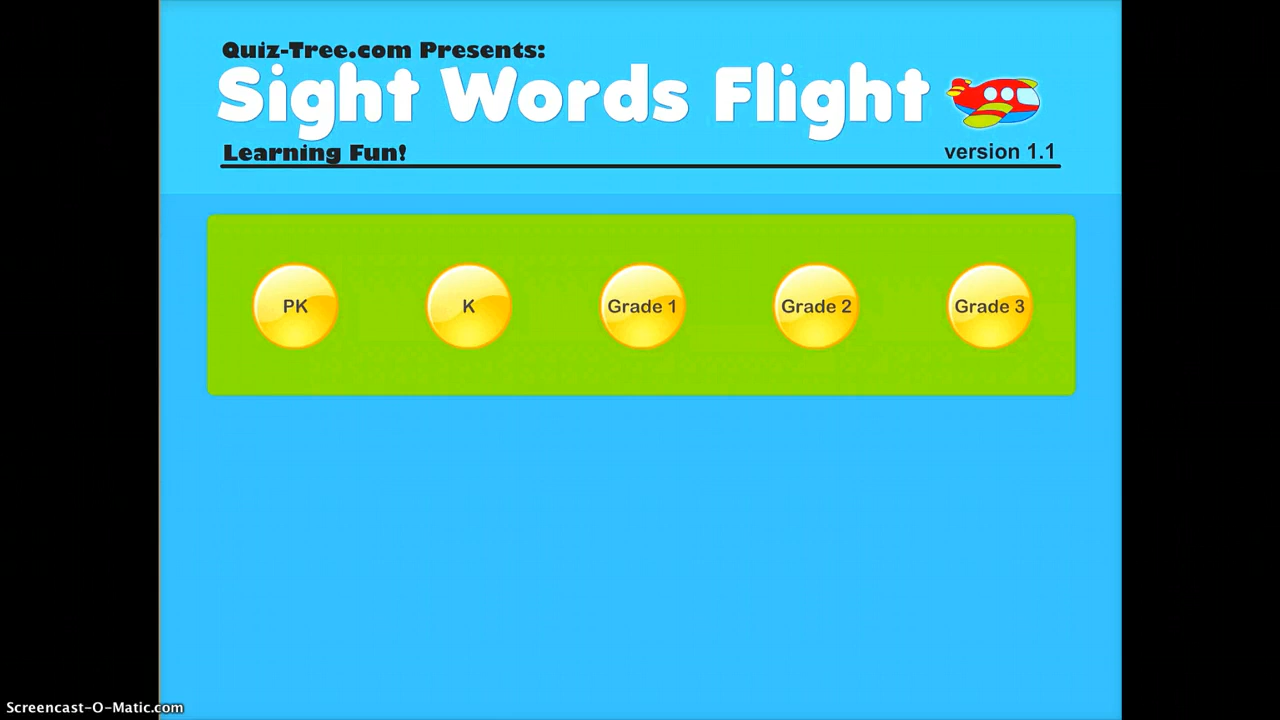 Quiz-Tree.com Presents:
Sight Words Flight
Learning Fun!
version 1.1
PK K Grade 1 Grade 2 Grade 3
Screencast-O-Matic.com